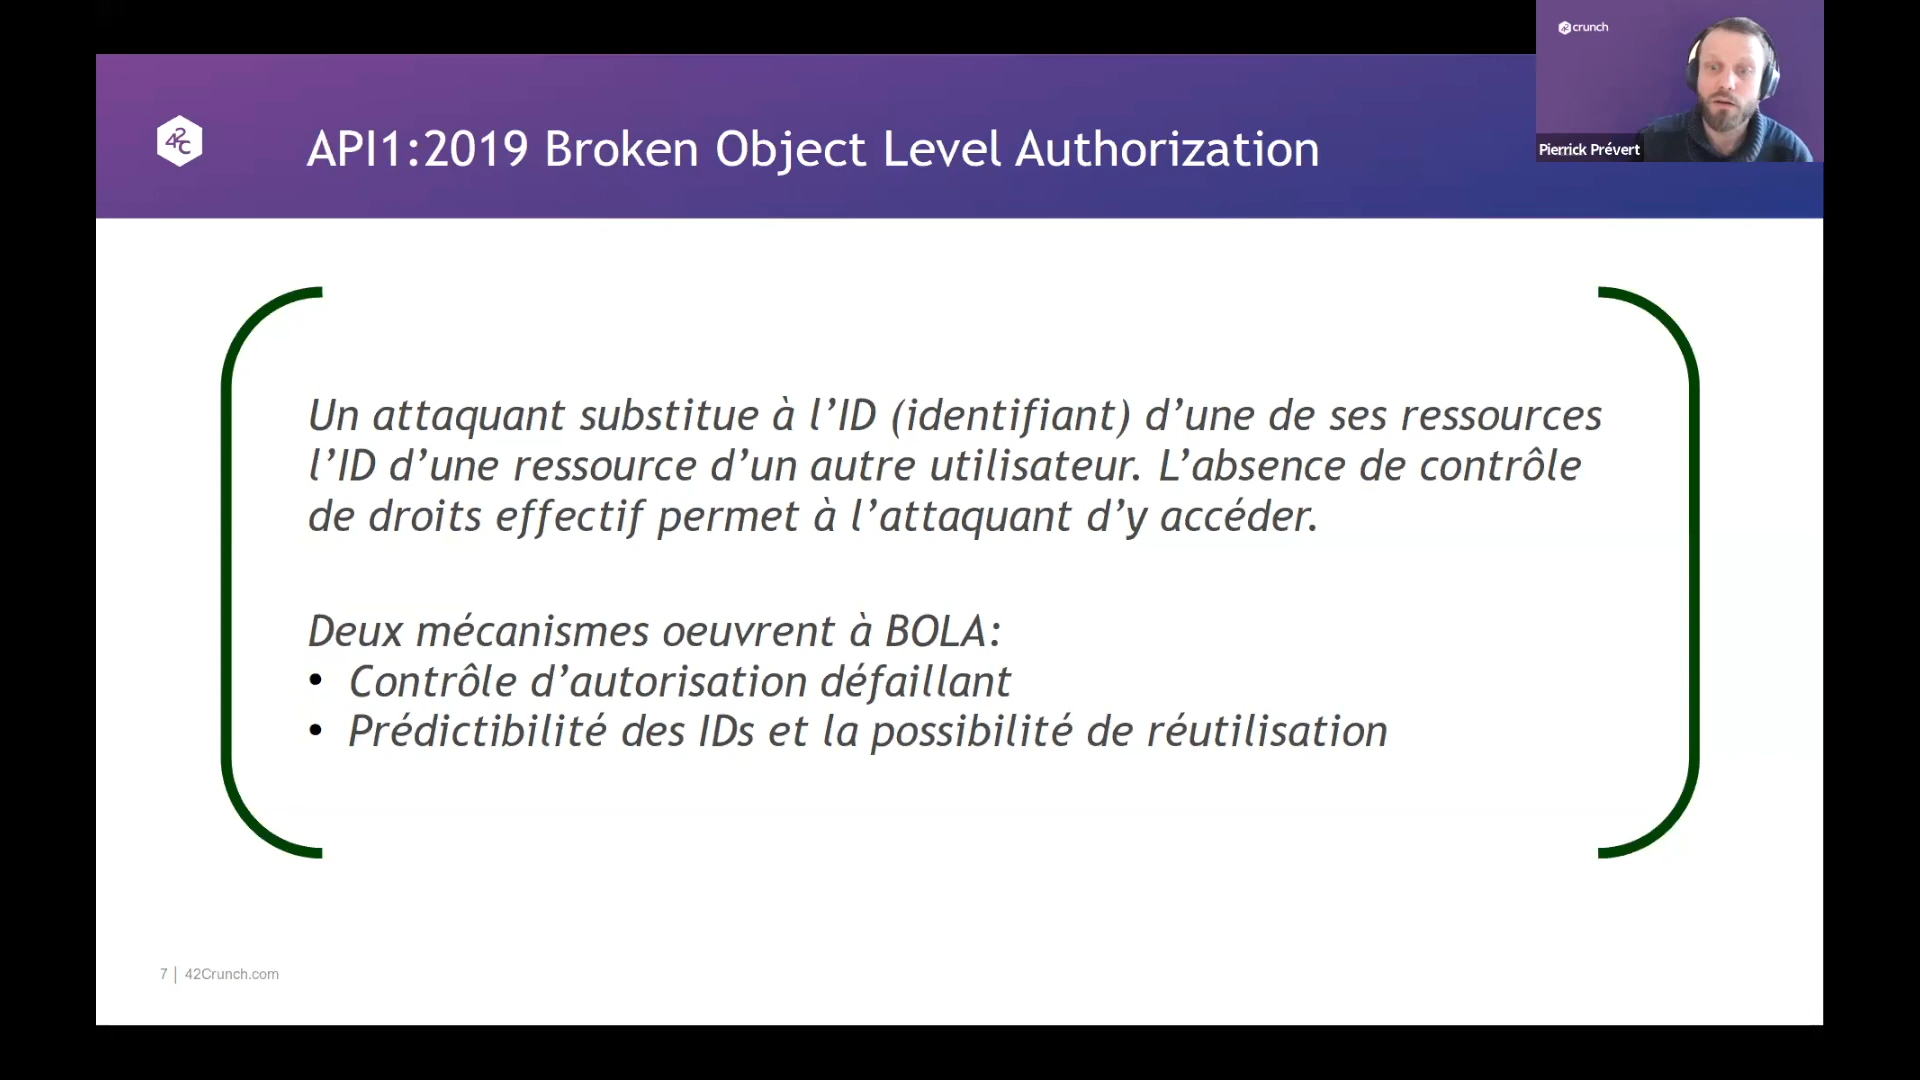 crunch
Pierrick Prévert
42C
API1:2019 Broken Object Level Authorization
Un attaquant substitue à l’ID (identifiant) d’une de ses ressources
l’ID d’une ressource d’un autre utilisateur. L’absence de contrôle
de droits effectif permet à l’attaquant d’y accéder.
Deux mécanismes oeuvrent à BOLA:
• Contrôle d’autorisation défaillant
• Prédictibilité des IDs et la possibilité de réutilisation
7 | 42Crunch.com